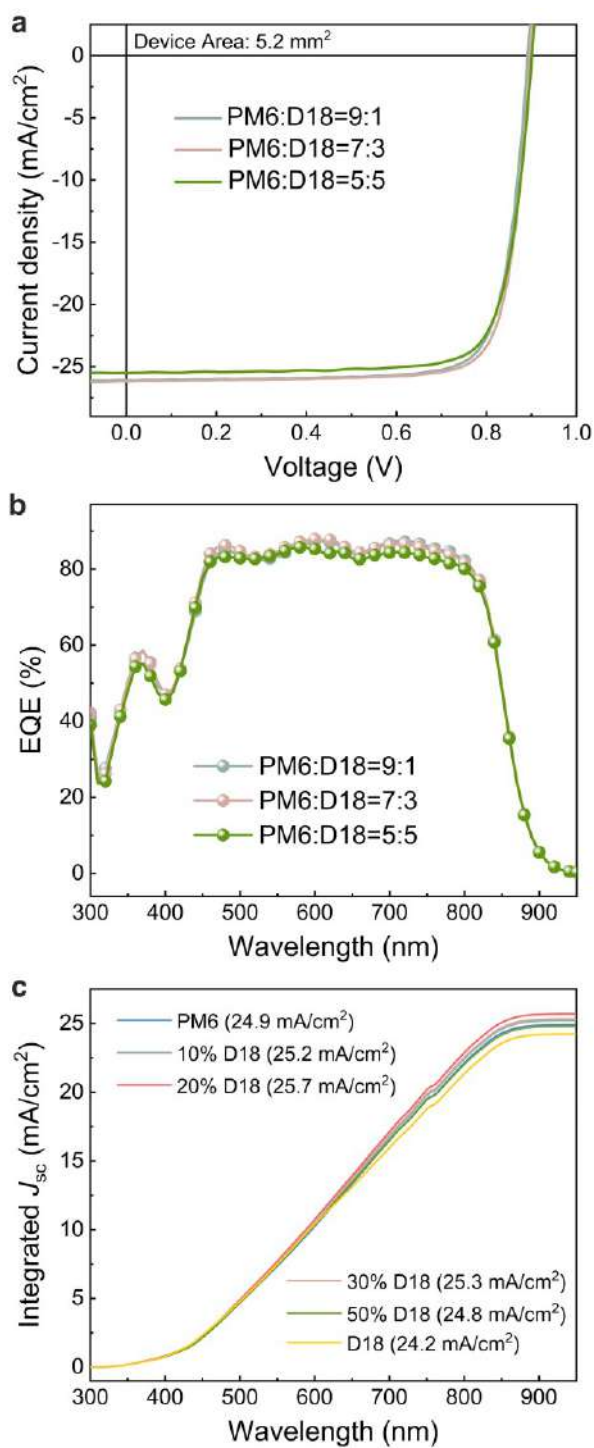 a
Device Area: 5.2 mm²
PM6:D18=9:1
PM6:D18=7:3
PM6:D18=5:5
Current density (mA/cm²)
0
-5
-10
-15
-20
-25
0.0 0.2 0.4 0.6 0.8 1.0
Voltage (V)
b
EQE (%)
80
60
40
20
0
PM6:D18=9:1
PM6:D18=7:3
PM6:D18=5:5
300 400 500 600 700 800 900
Wavelength (nm)
c
Integrated Jsc (mA/cm²)
25
20
15
10
5
0
PM6 (24.9 mA/cm²)
10% D18 (25.2 mA/cm²)
20% D18 (25.7 mA/cm²)
30% D18 (25.3 mA/cm²)
50% D18 (24.8 mA/cm²)
D18 (24.2 mA/cm²)
300 400 500 600 700 800 900
Wavelength (nm)